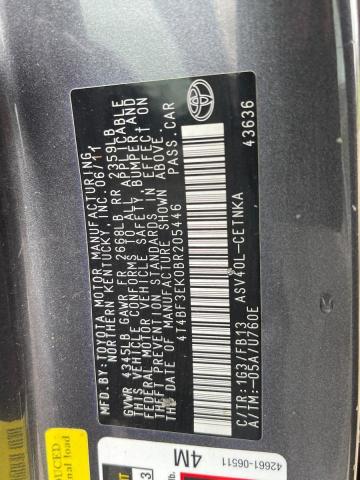 MFD. BY: TOYOTA MOTOR MANUFACTURING,
NORTHERN KENTUCKY, INC. 06/11
GVWR 4345LB GAWR FR 2668LB RR 2359LB
THIS VEHICLE CONFORMS TO ALL APPLICABLE
FEDERAL MOTOR VEHICLE SAFETY, BUMPER AND
THEFT PREVENTION STANDARDS IN EFFECT ON
THE DATE OF MANUFACTURE SHOWN ABOVE.
4T4BF3EK0BR205446 PASS. CAR
C/TR:1G3/FB13 ASV40L-CETNKA
A/TM:-05A/U760E 43636
42661-06511
4M